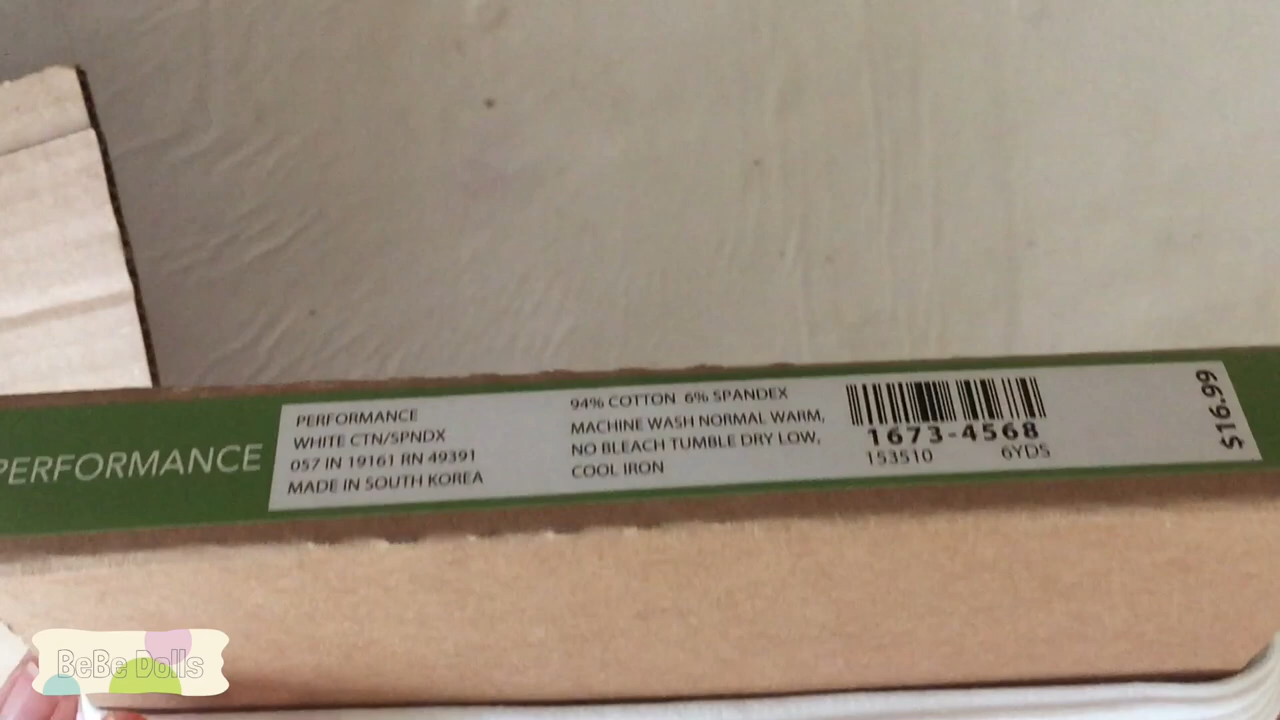 PERFORMANCE
PERFORMANCE
WHITE CTN/SPNDX
057 IN 19161 RN 49391
MADE IN SOUTH KOREA
94% COTTON 6% SPANDEX
MACHINE WASH NORMAL WARM,
NO BLEACH TUMBLE DRY LOW,
COOL IRON
1673-4568
153510 6YDS
$16.99
BeBe Dolls